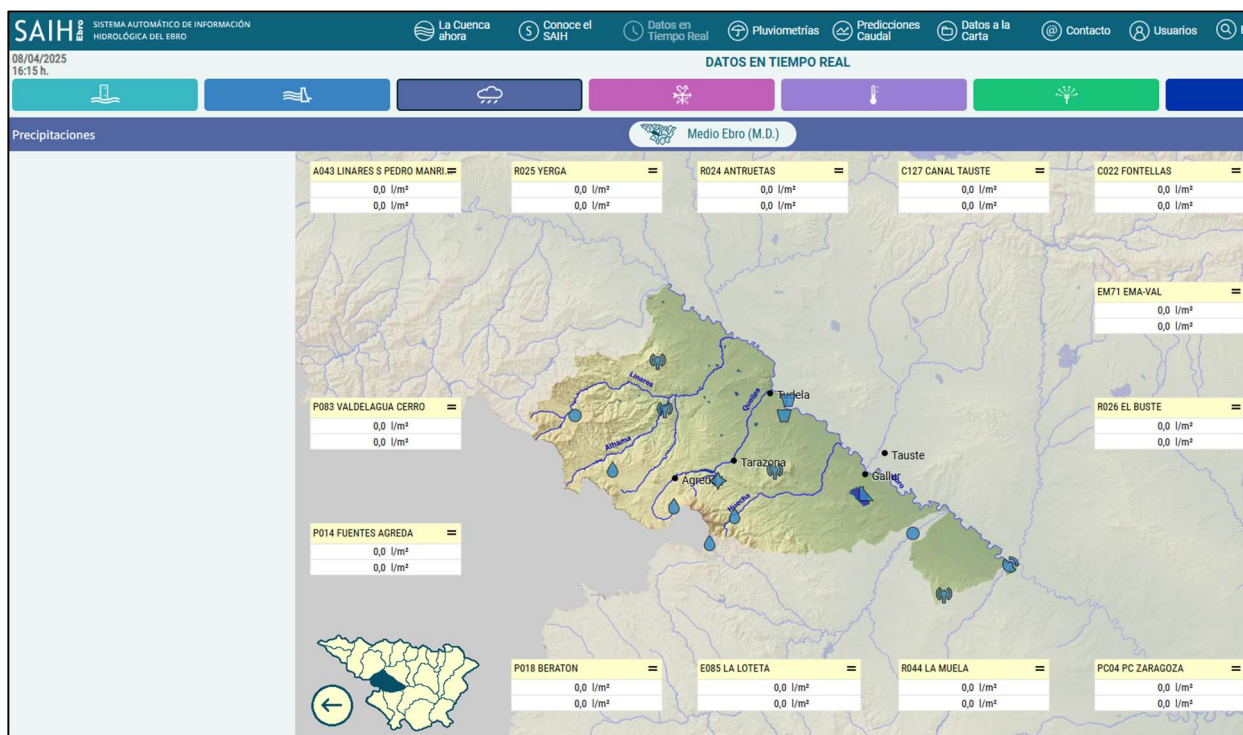 SAIH Ebro
SISTEMA AUTOMÁTICO DE INFORMACIÓN
HIDROLÓGICA DEL EBRO
La Cuenca
ahora
Conoce el
SAIH
Datos en
Tiempo Real
Pluviometrías
Predicciones
Caudal
Datos a la
Carta
Contacto
Usuarios
08/04/2025
16:15 h.
DATOS EN TIEMPO REAL
Precipitaciones
Medio Ebro (M.D.)
A043 LINARES S PEDRO MANRI...
0,0 l/m²
0,0 l/m²
R025 YERGA
0,0 l/m²
0,0 l/m²
R024 ANTRUETAS
0,0 l/m²
0,0 l/m²
C127 CANAL TAUSTE
0,0 l/m²
0,0 l/m²
C022 FONTELLAS
0,0 l/m²
0,0 l/m²
EM71 EMA-VAL
0,0 l/m²
0,0 l/m²
P083 VALDELAGUA CERRO
0,0 l/m²
0,0 l/m²
R026 EL BUSTE
0,0 l/m²
0,0 l/m²
Linares
Queiles
Tudela
Alhama
Tarazona
Tauste
Agreda
Gallur
Ebro
Huecha
P014 FUENTES AGREDA
0,0 l/m²
0,0 l/m²
P018 BERATON
0,0 l/m²
0,0 l/m²
E085 LA LOTETA
0,0 l/m²
0,0 l/m²
R044 LA MUELA
0,0 l/m²
0,0 l/m²
PC04 PC ZARAGOZA
0,0 l/m²
0,0 l/m²